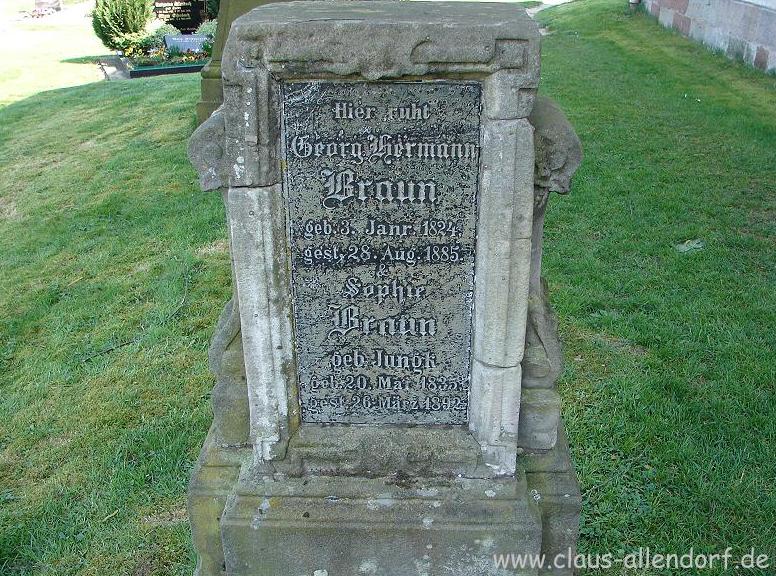 Hier ruht
Georg Hermann
Braun
geb. 3. Janr. 1824,
gest. 28. Aug. 1885.
&
Sophie
Braun
geb. Jungk
geb. 20. Mai 1835.
gest. 26. März 1892.
www.claus-allendorf.de